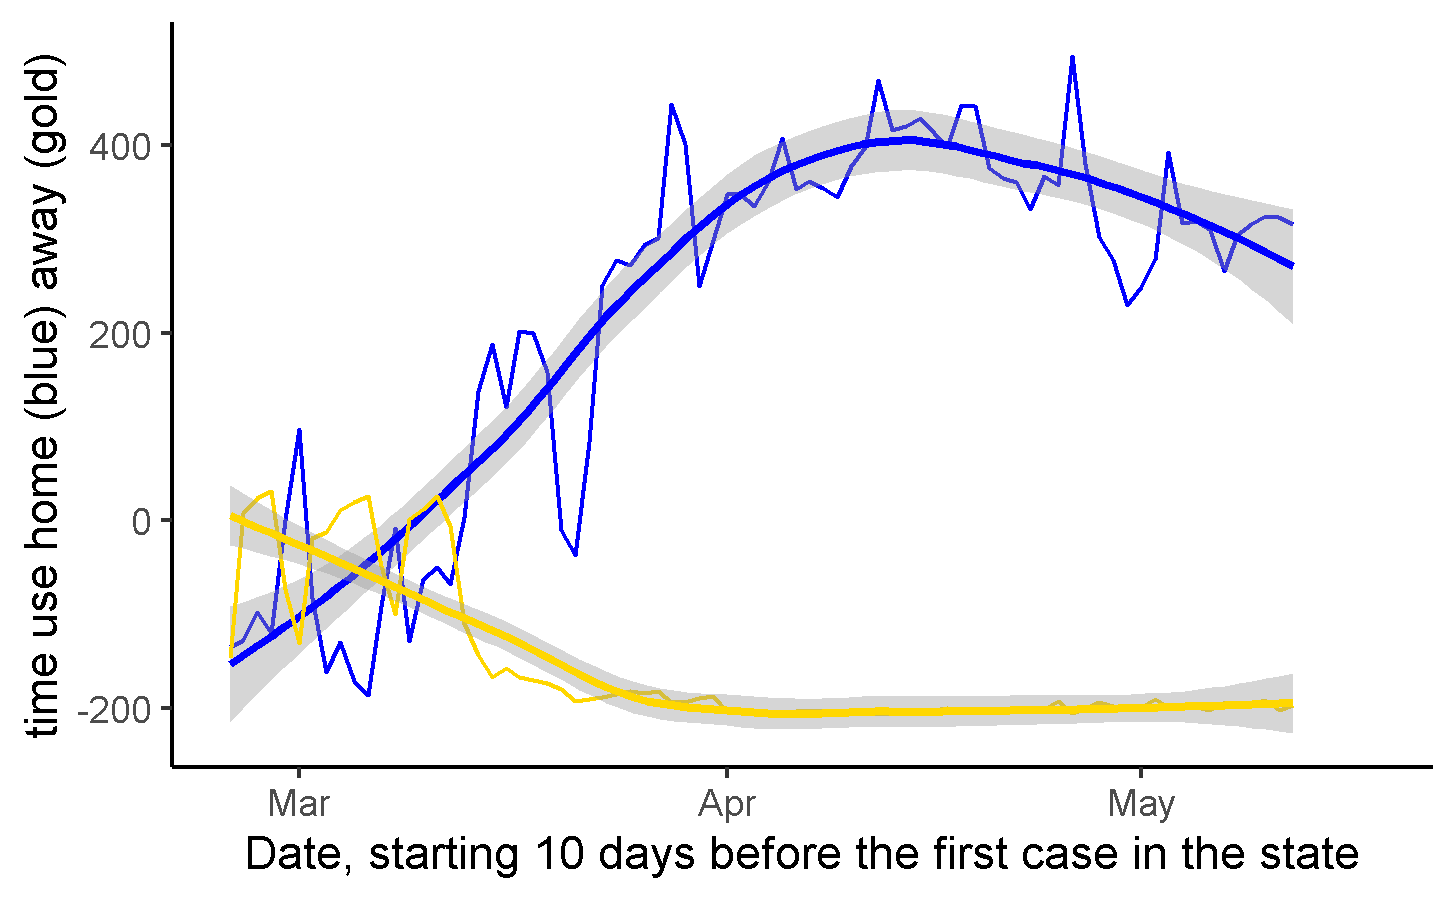 time use home (blue) away (gold)
400
200
0
-200
Mar
Apr
May
Date, starting 10 days before the first case in the state